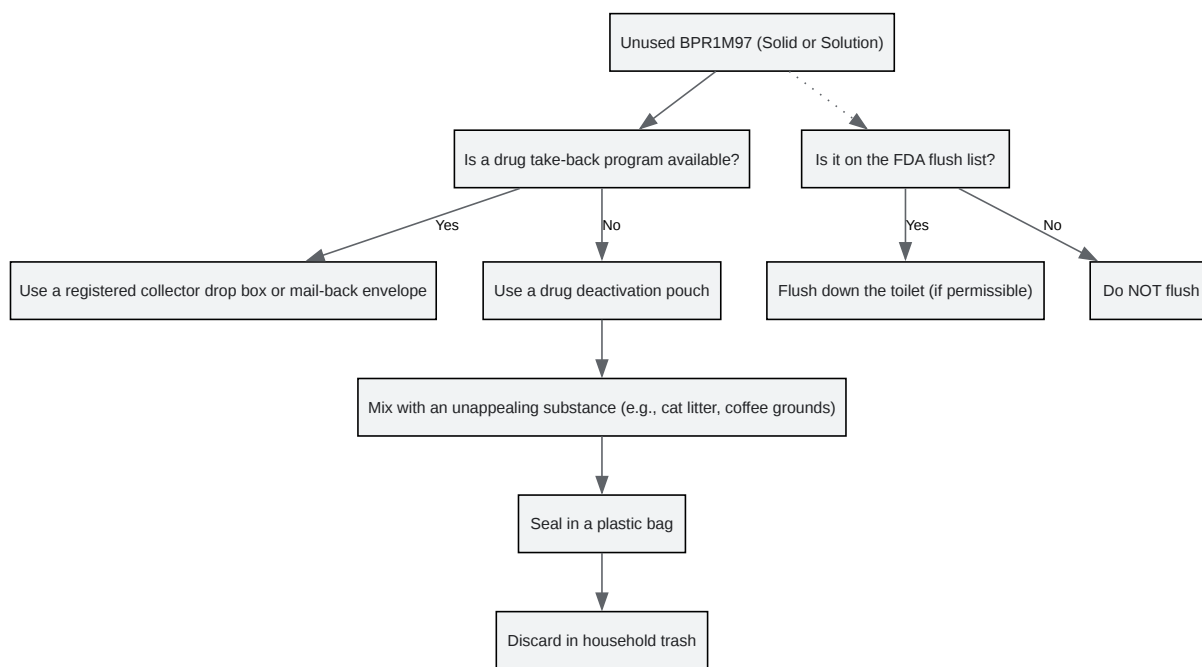 Unused BPR1M97 (Solid or Solution)
Is a drug take-back program available?
Is it on the FDA flush list?
Yes
No
Yes
No
Use a registered collector drop box or mail-back envelope
Use a drug deactivation pouch
Flush down the toilet (if permissible)
Do NOT flush
Mix with an unappealing substance (e.g., cat litter, coffee grounds)
Seal in a plastic bag
Discard in household trash